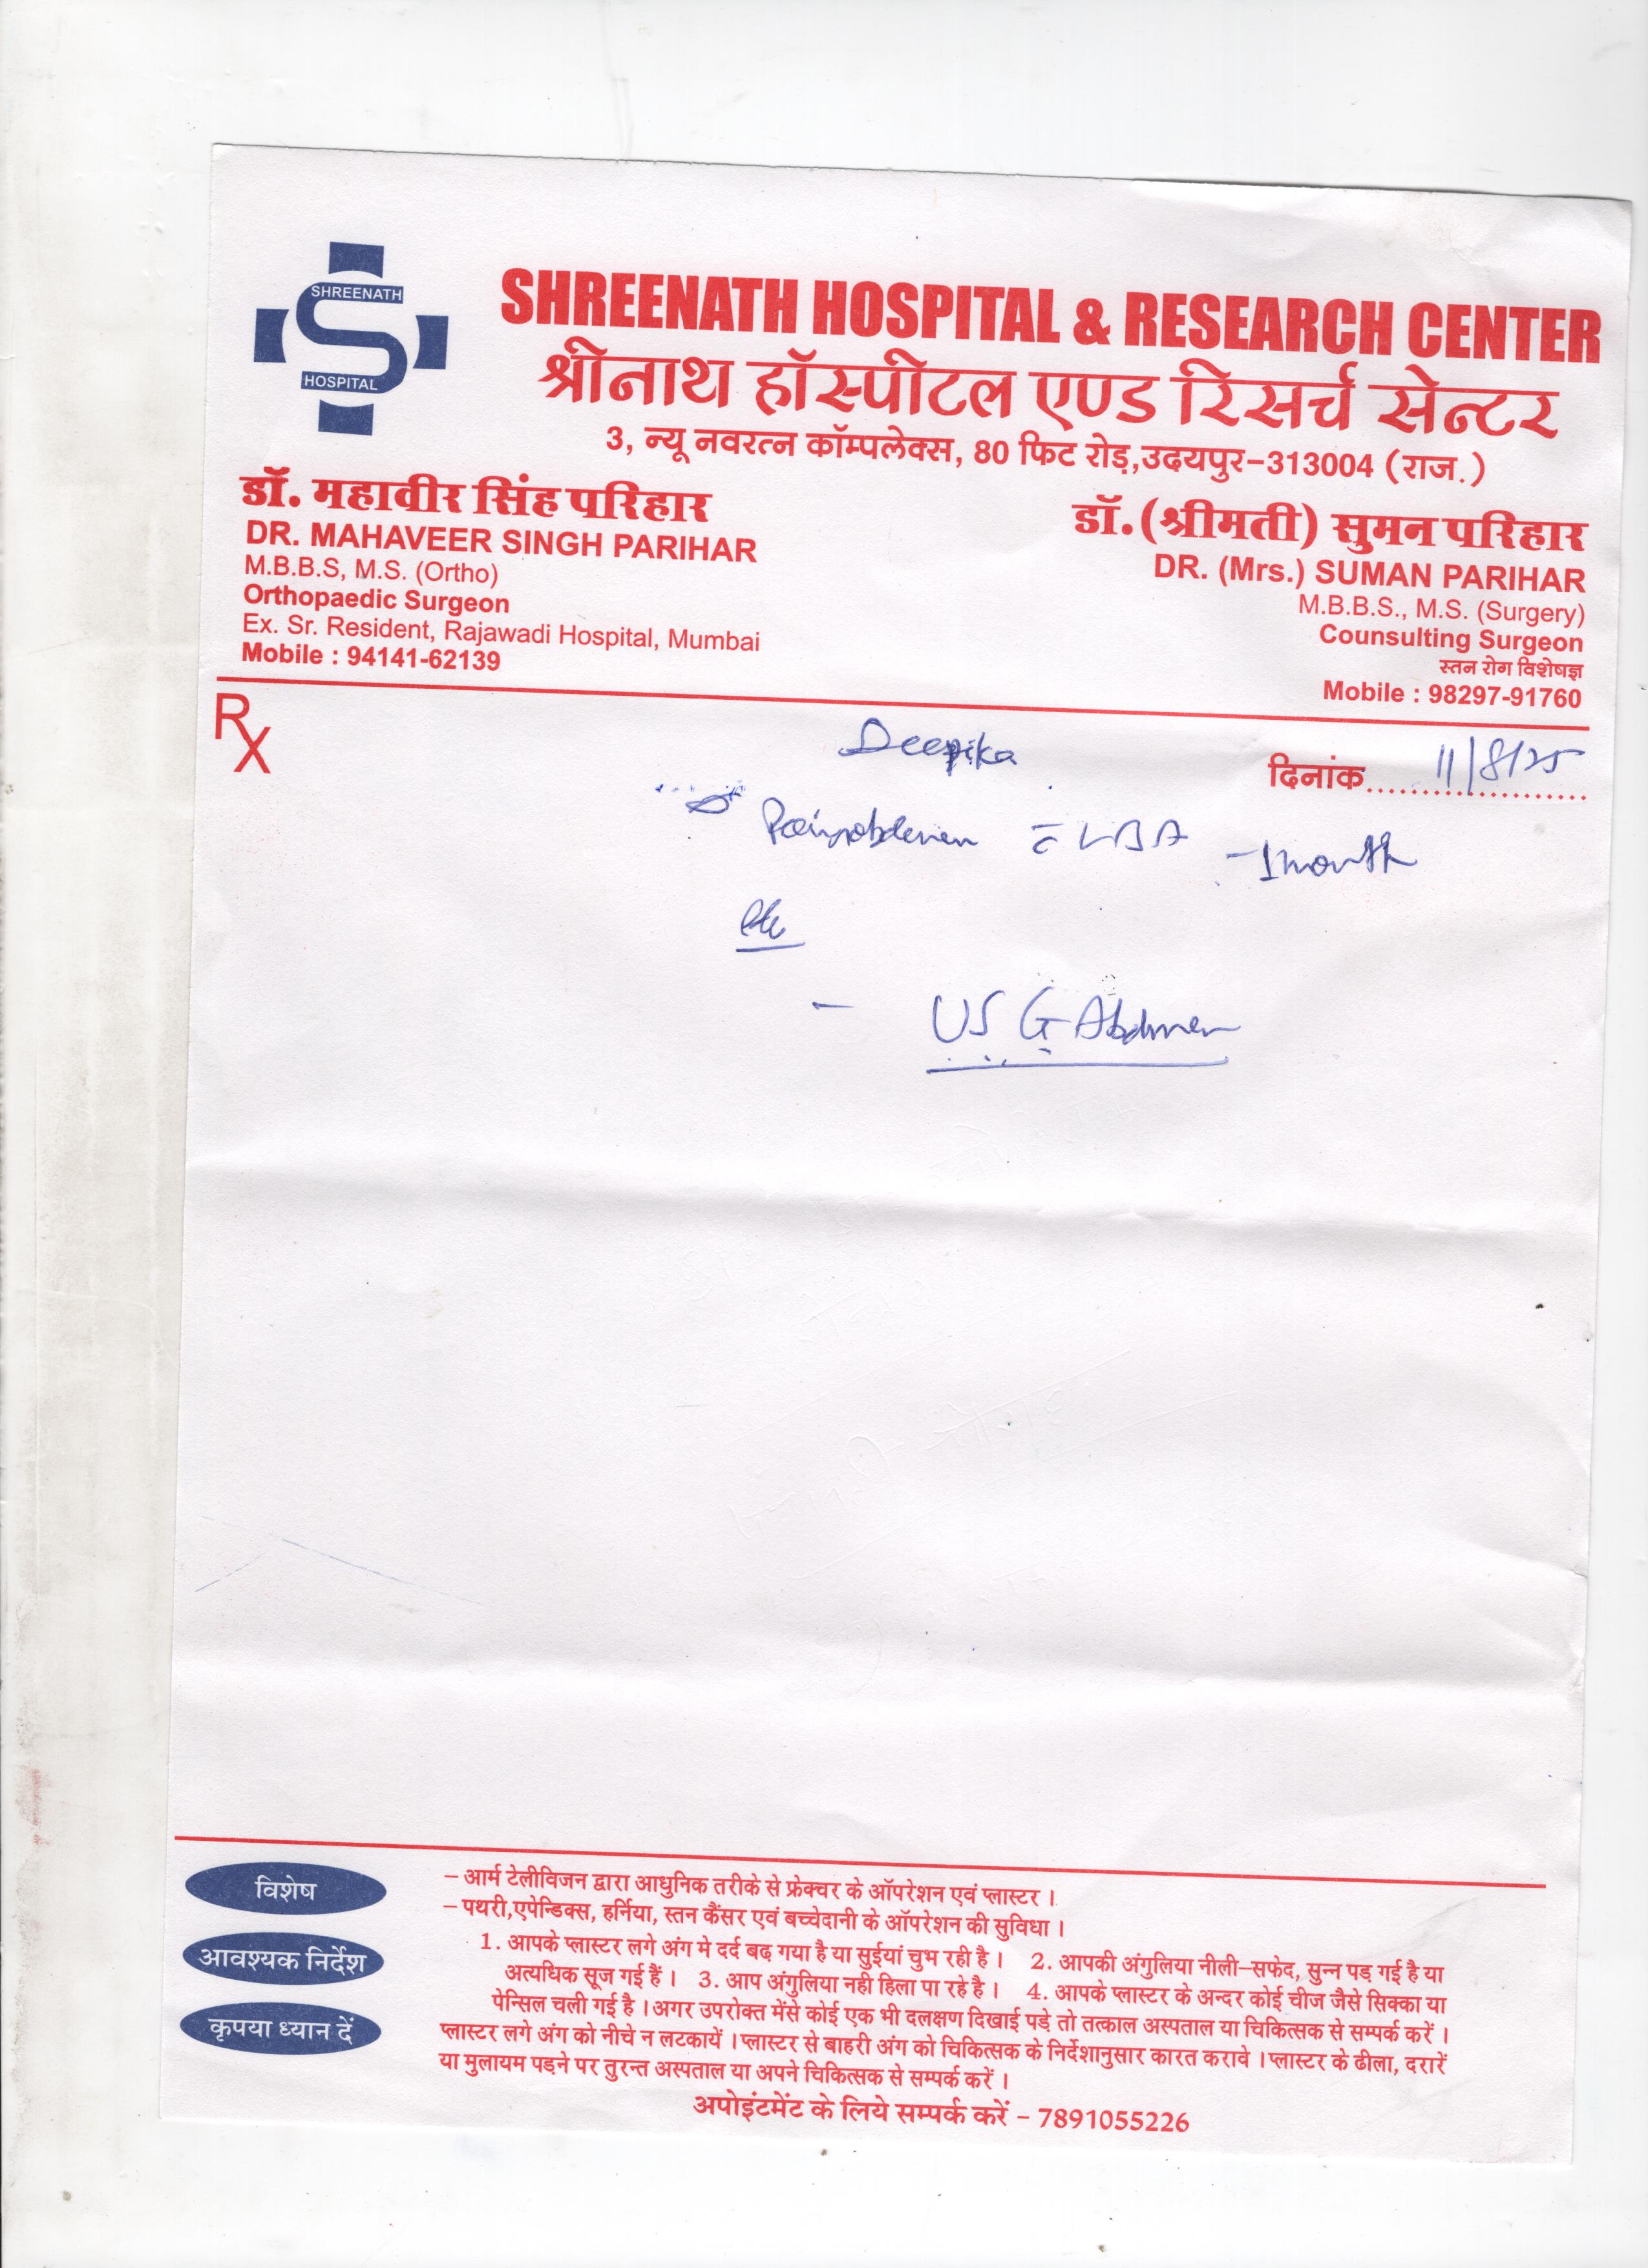 SHREENATH
HOSPITAL
SHREENATH HOSPITAL & RESEARCH CENTER
श्रीनाथ हॉस्पीटल एण्ड रिसर्च सेन्टर
3, न्यू नवरत्न कॉम्पलेक्स, 80 फिट रोड़,उदयपुर-313004 (राज.)
डॉ. महावीर सिंह परिहार
DR. MAHAVEER SINGH PARIHAR
M.B.B.S, M.S. (Ortho)
Orthopaedic Surgeon
Ex. Sr. Resident, Rajawadi Hospital, Mumbai
Mobile : 94141-62139
डॉ.(श्रीमती) सुमन परिहार
DR. (Mrs.) SUMAN PARIHAR
M.B.B.S., M.S. (Surgery)
Counsulting Surgeon
स्तन रोग विशेषज्ञ
Mobile : 98297-91760
Rx
Deepika
दिनांक.... 11/8/25
Pain abdomen - 1 month
- USG Abdomen
विशेष
– आर्म टेलीविजन द्वारा आधुनिक तरीके से फ्रेक्चर के ऑपरेशन एवं प्लास्टर ।
– पथरी,एपेन्डिक्स, हर्निया, स्तन कैंसर एवं बच्चेदानी के ऑपरेशन की सुविधा ।
आवश्यक निर्देश
1. आपके प्लास्टर लगे अंग मे दर्द बढ़ गया है या सुईयां चुभ रही है । 2. आपकी अंगुलिया नीली–सफेद, सुन्न पड़ गई है या
अत्यधिक सूज गई हैं । 3. आप अंगुलिया नही हिला पा रहे है । 4. आपके प्लास्टर के अन्दर कोई चीज जैसे सिक्का या
पेन्सिल चली गई है । अगर उपरोक्त मेंसे कोई एक भी दलक्षण दिखाई पड़े तो तत्काल अस्पताल या चिकित्सक से सम्पर्क करें ।
कृपया ध्यान दें
प्लास्टर लगे अंग को नीचे न लटकायें । प्लास्टर से बाहरी अंग को चिकित्सक के निर्देशानुसार कारत करावे । प्लास्टर के ढीला, दरारें
या मुलायम पड़ने पर तुरन्त अस्पताल या अपने चिकित्सक से सम्पर्क करें ।
अपोइंटमेंट के लिये सम्पर्क करें – 7891055226